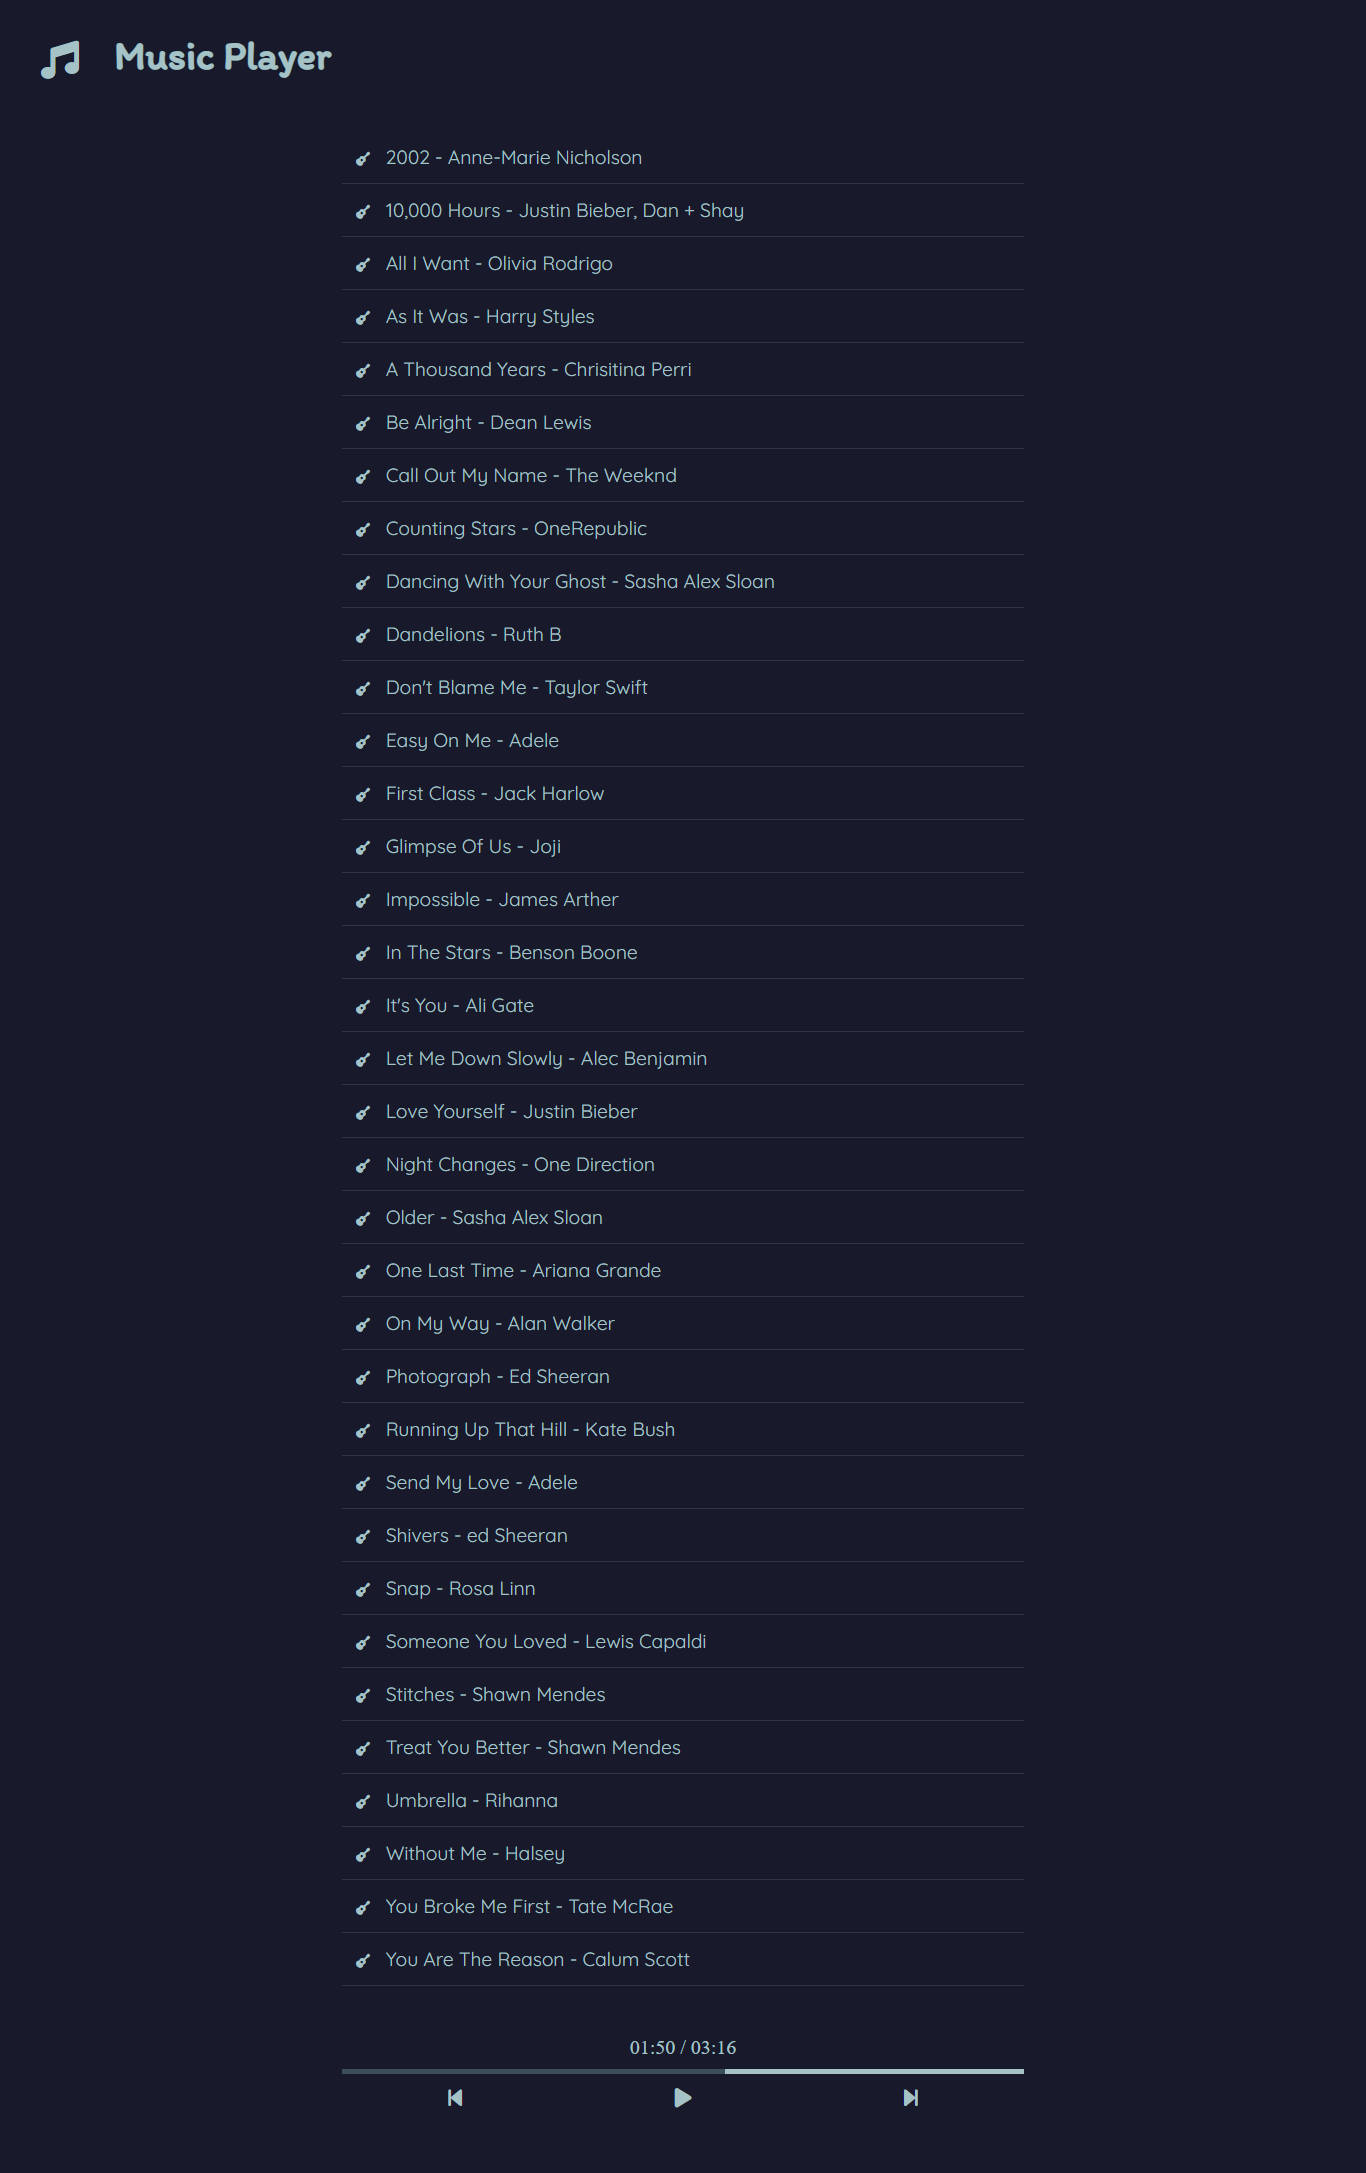 Music Player
2002 - Anne-Marie Nicholson
10,000 Hours - Justin Bieber, Dan + Shay
All I Want - Olivia Rodrigo
As It Was - Harry Styles
A Thousand Years - Chrisitina Perri
Be Alright - Dean Lewis
Call Out My Name - The Weeknd
Counting Stars - OneRepublic
Dancing With Your Ghost - Sasha Alex Sloan
Dandelions - Ruth B
Don't Blame Me - Taylor Swift
Easy On Me - Adele
First Class - Jack Harlow
Glimpse Of Us - Joji
Impossible - James Arther
In The Stars - Benson Boone
It's You - Ali Gate
Let Me Down Slowly - Alec Benjamin
Love Yourself - Justin Bieber
Night Changes - One Direction
Older - Sasha Alex Sloan
One Last Time - Ariana Grande
On My Way - Alan Walker
Photograph - Ed Sheeran
Running Up That Hill - Kate Bush
Send My Love - Adele
Shivers - ed Sheeran
Snap - Rosa Linn
Someone You Loved - Lewis Capaldi
Stitches - Shawn Mendes
Treat You Better - Shawn Mendes
Umbrella - Rihanna
Without Me - Halsey
You Broke Me First - Tate McRae
You Are The Reason - Calum Scott
01:50 / 03:16